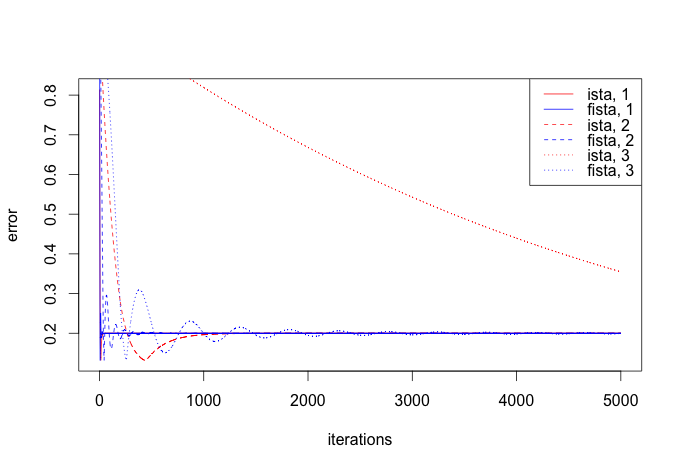 ista, 1
fista, 1
ista, 2
fista, 2
ista, 3
fista, 3
0.8
0.7
0.6
0.5
0.4
0.3
0.2
error
0 1000 2000 3000 4000 5000
iterations